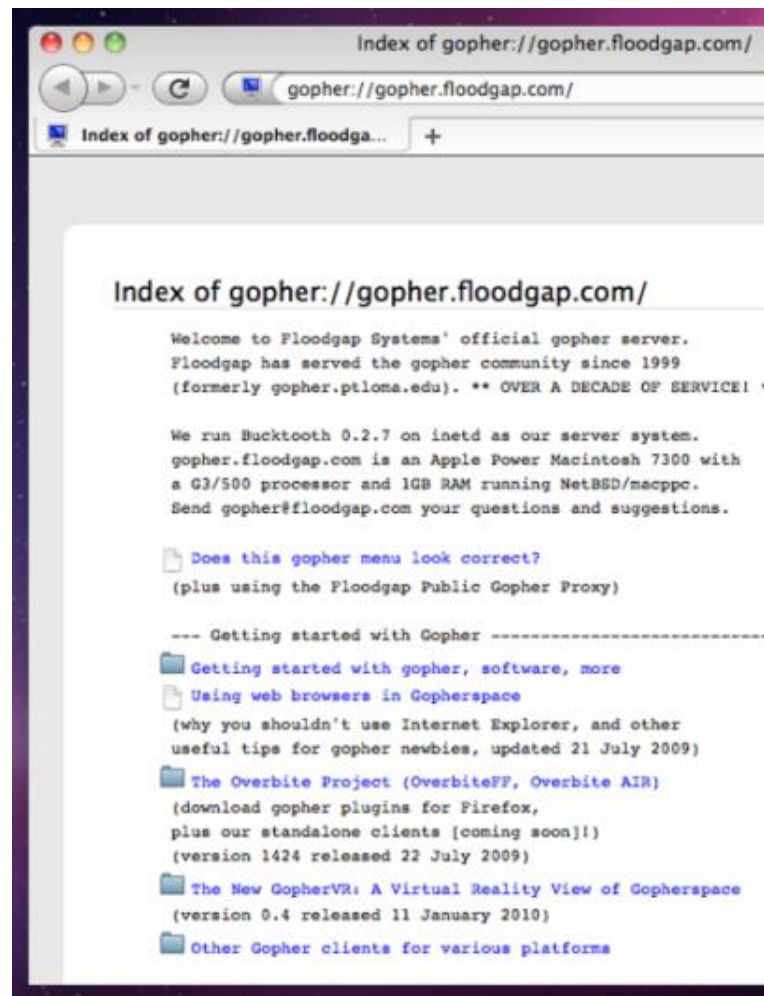 Index of gopher://gopher.floodgap.com/
gopher://gopher.floodgap.com/
Index of gopher://gopher.floodga...
+
Index of gopher://gopher.floodgap.com/
Welcome to Floodgap Systems' official gopher server.
Floodgap has served the gopher community since 1999
(formerly gopher.ptloma.edu). ** OVER A DECADE OF SERVICE! *
We run Bucktooth 0.2.7 on inetd as our server system.
gopher.floodgap.com is an Apple Power Macintosh 7300 with
a G3/500 processor and 1GB RAM running NetBSD/macppc.
Send gopher@floodgap.com your questions and suggestions.
Does this gopher menu look correct?
(plus using the Floodgap Public Gopher Proxy)
--- Getting started with Gopher --------------------------
Getting started with gopher, software, more
Using web browsers in Gopherspace
(why you shouldn't use Internet Explorer, and other
useful tips for gopher newbies, updated 21 July 2009)
The Overbite Project (OverbiteFF, Overbite AIR)
(download gopher plugins for Firefox,
plus our standalone clients [coming soon]!)
(version 1424 released 22 July 2009)
The New GopherVR: A Virtual Reality View of Gopherspace
(version 0.4 released 11 January 2010)
Other Gopher clients for various platforms